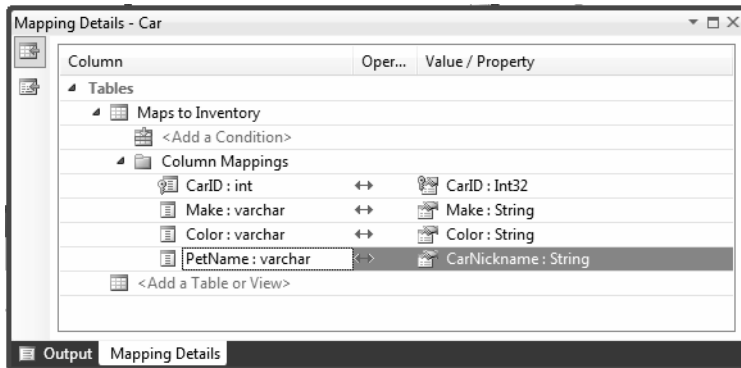 Mapping Details - Car
Column Oper... Value / Property
Tables
Maps to Inventory
<Add a Condition>
Column Mappings
CarID : int CarID : Int32
Make : varchar Make : String
Color : varchar Color : String
PetName : varchar CarNickname : String
<Add a Table or View>
Output Mapping Details